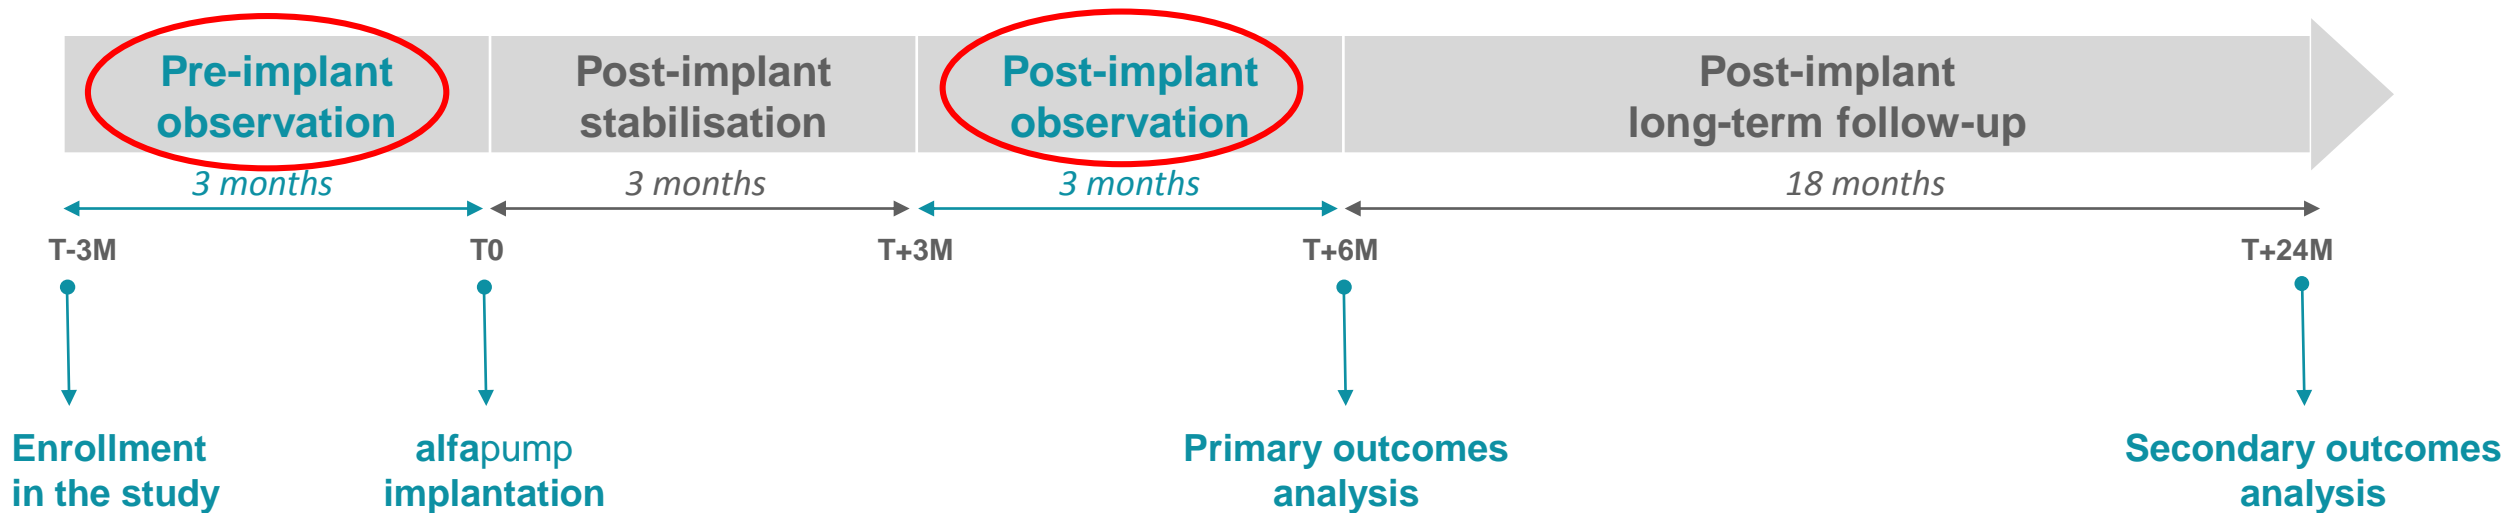 Pre-implant
observation
Post-implant
stabilisation
Post-implant
observation
Post-implant
long-term follow-up
3 months
3 months
3 months
18 months
T-3M
T0
T+3M
T+6M
T+24M
Enrollment
in the study
alfapump
implantation
Primary outcomes
analysis
Secondary outcomes
analysis